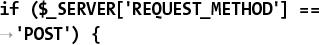 if ($_SERVER['REQUEST_METHOD'] ==
→'POST') {